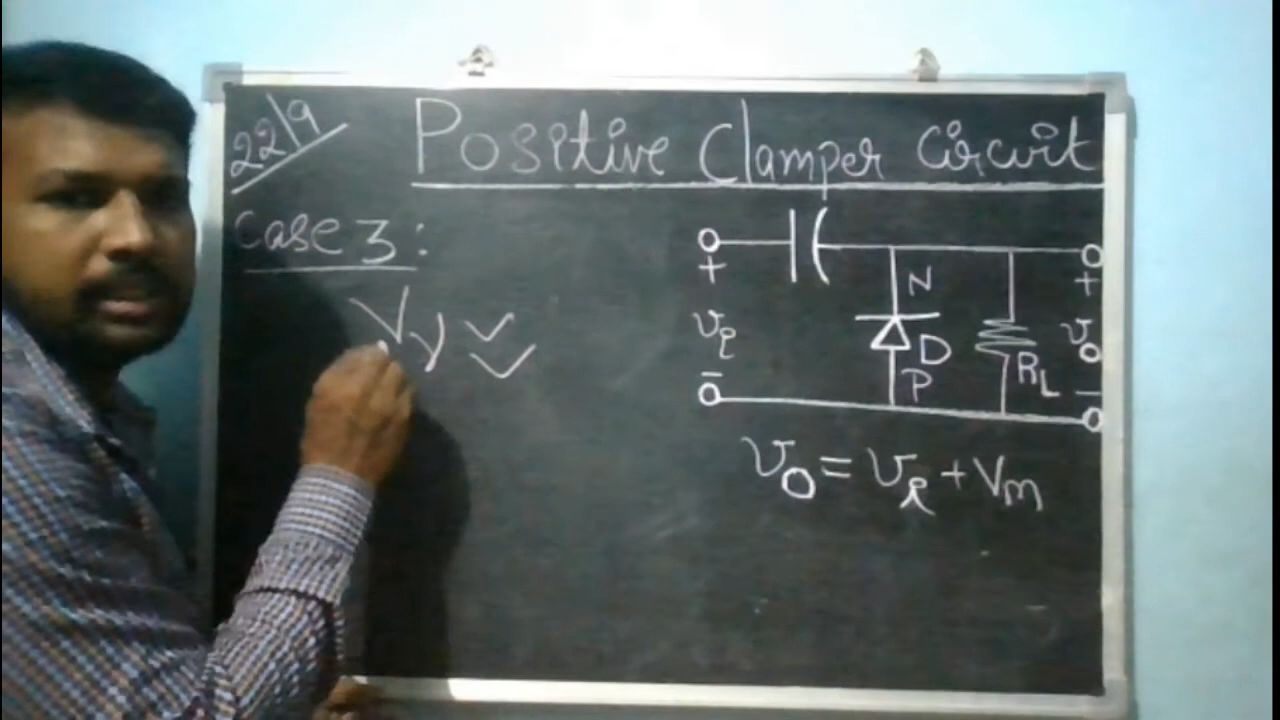 22/9
Positive Clamper Circuit
Case 3:
Vγ
+
N
+
vi
D
vo
P
RL
-
-
vo = vi + Vm